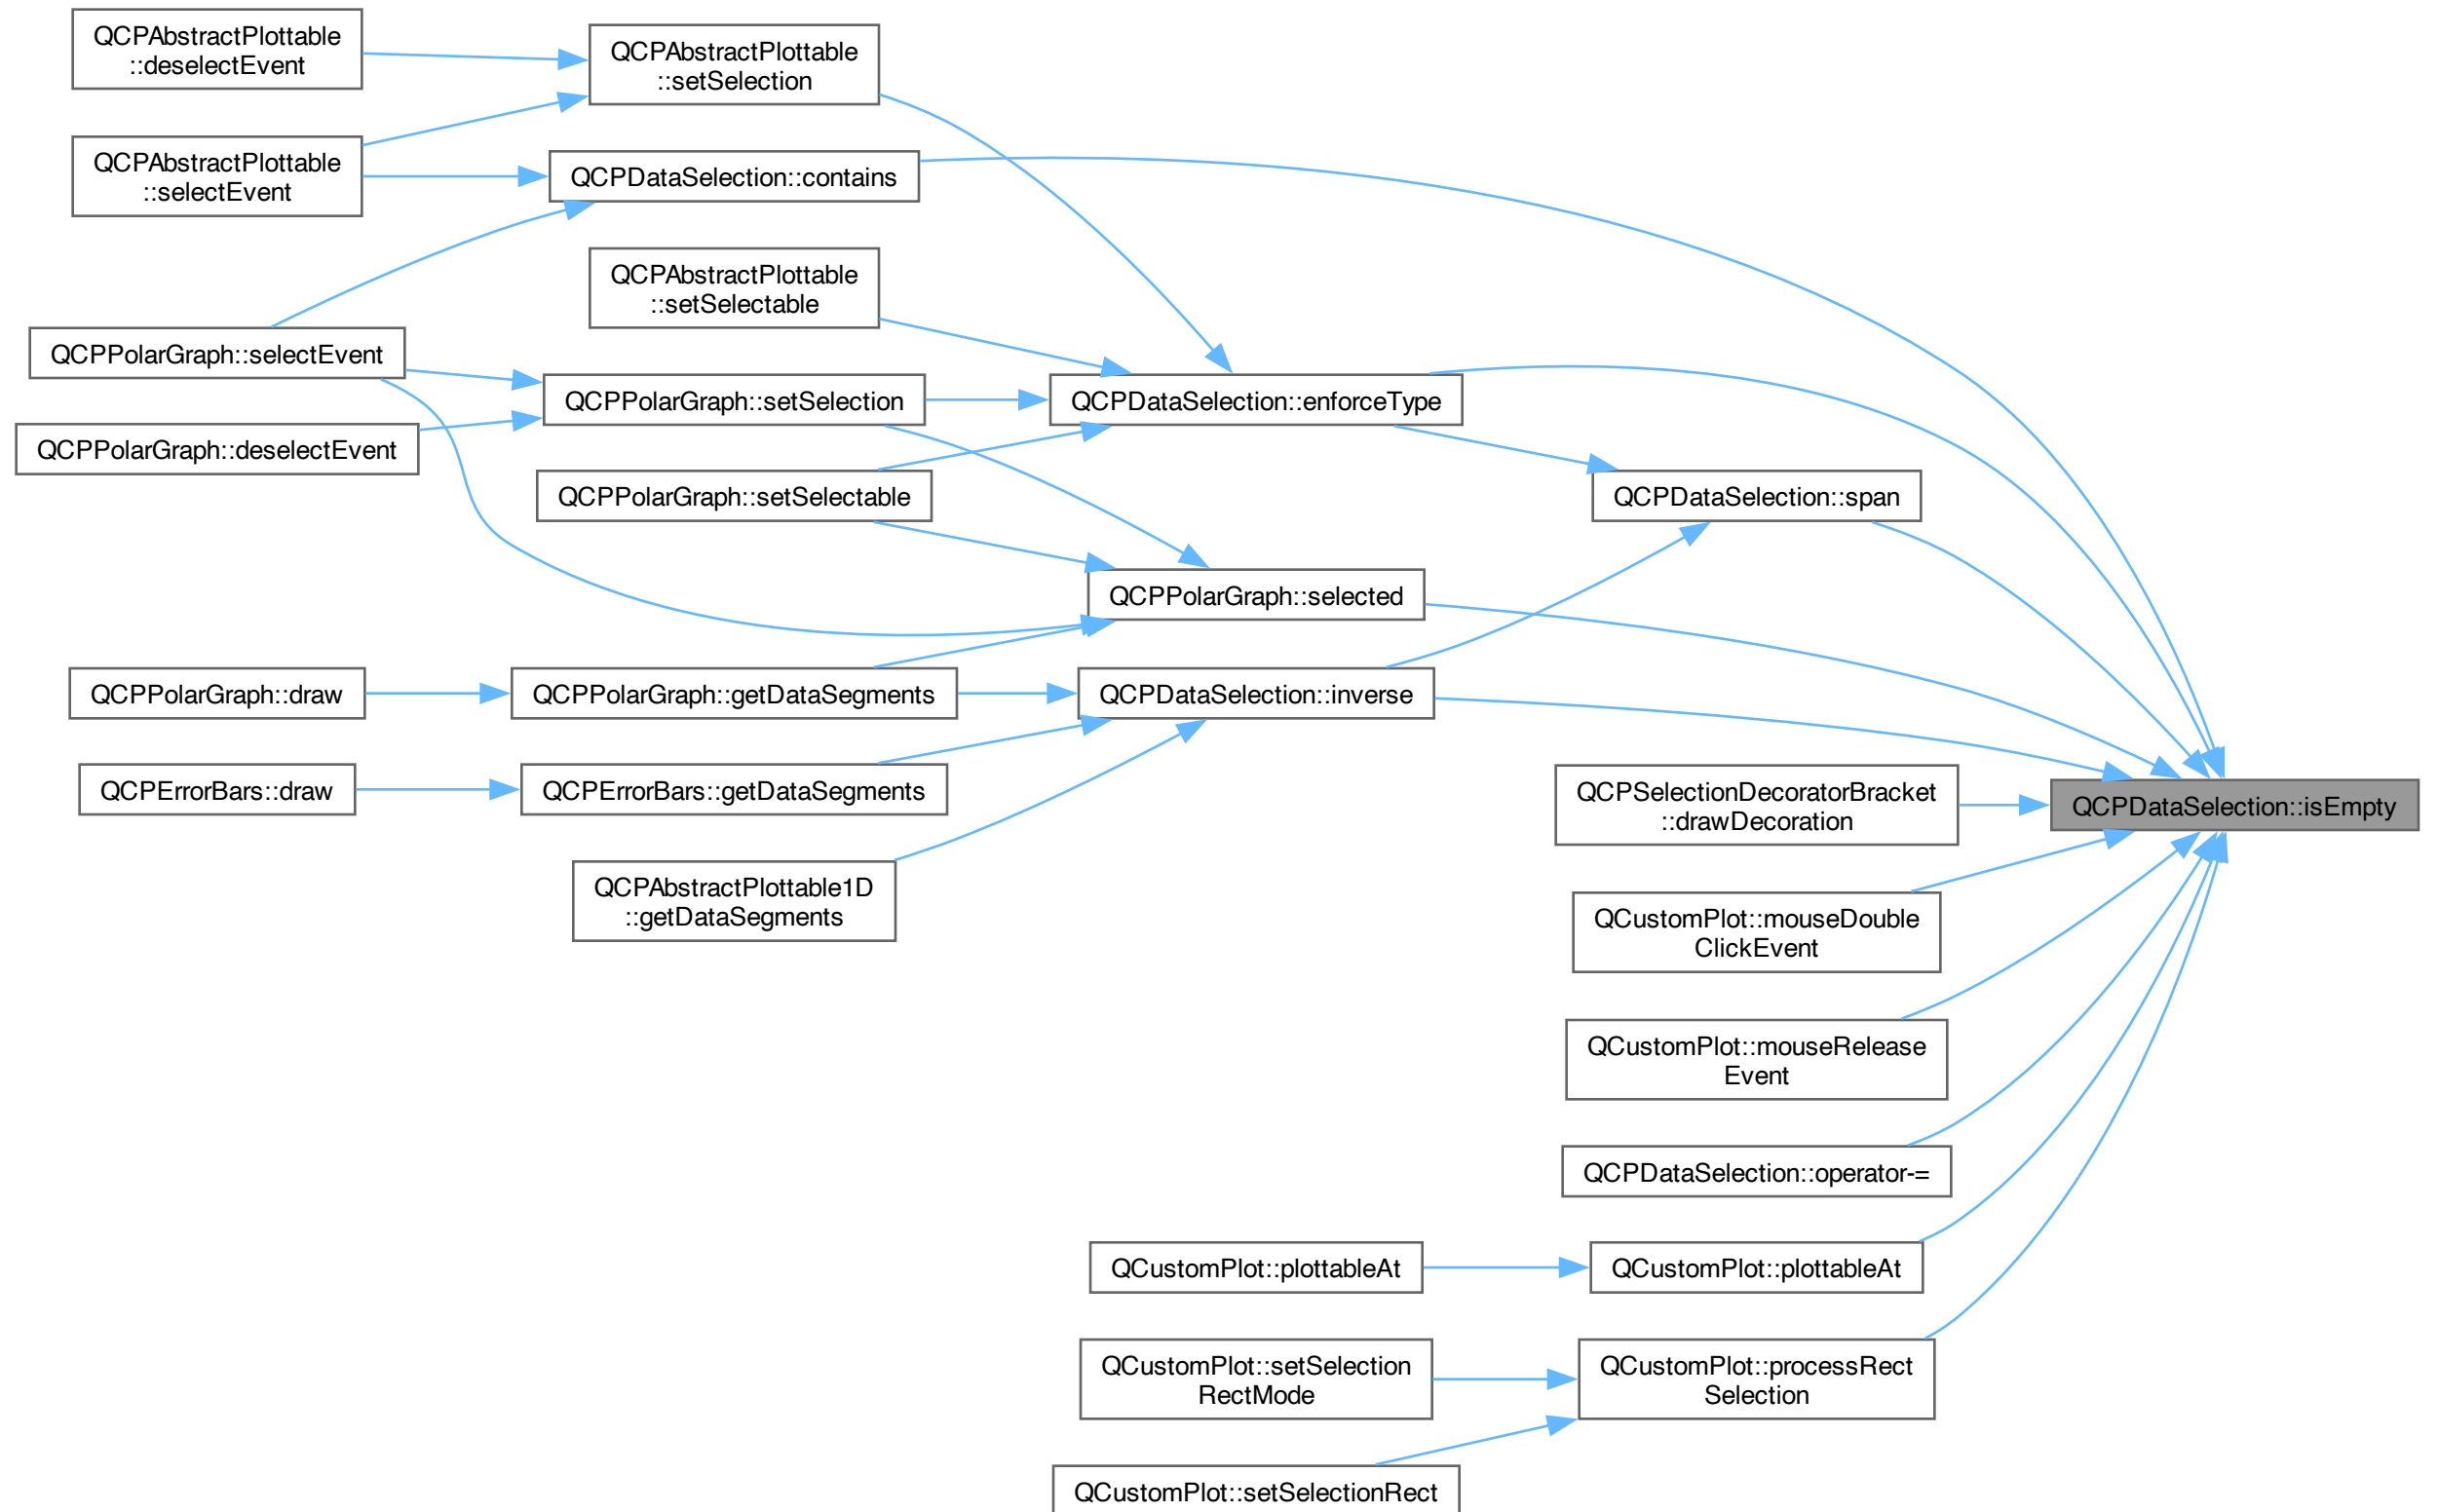 QCPAbstractPlottable
::deselectEvent
QCPAbstractPlottable
::setSelection
QCPAbstractPlottable
::selectEvent
QCPDataSelection::contains
QCPAbstractPlottable
::setSelectable
QCPPolarGraph::selectEvent
QCPPolarGraph::setSelection
QCPDataSelection::enforceType
QCPPolarGraph::deselectEvent
QCPPolarGraph::setSelectable
QCPDataSelection::span
QCPPolarGraph::selected
QCPPolarGraph::draw
QCPPolarGraph::getDataSegments
QCPDataSelection::inverse
QCPErrorBars::draw
QCPErrorBars::getDataSegments
QCPSelectionDecoratorBracket
::drawDecoration
QCPDataSelection::isEmpty
QCPAbstractPlottable1D
::getDataSegments
QCustomPlot::mouseDouble
ClickEvent
QCustomPlot::mouseRelease
Event
QCPDataSelection::operator-=
QCustomPlot::plottableAt
QCustomPlot::plottableAt
QCustomPlot::setSelection
RectMode
QCustomPlot::processRect
Selection
QCustomPlot::setSelectionRect